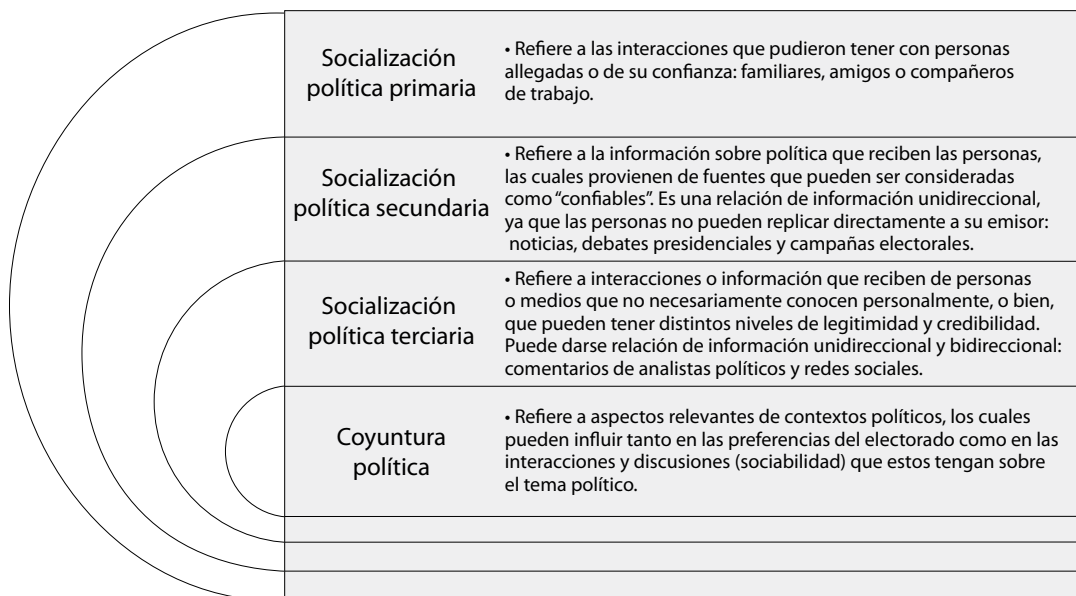 Socialización
política primaria
• Refiere a las interacciones que pudieron tener con personas
allegadas o de su confianza: familiares, amigos o compañeros
de trabajo.
Socialización
política secundaria
• Refiere a la información sobre política que reciben las personas,
las cuales provienen de fuentes que pueden ser consideradas
como “confiables”. Es una relación de información unidireccional,
ya que las personas no pueden replicar directamente a su emisor:
noticias, debates presidenciales y campañas electorales.
Socialización
política terciaria
• Refiere a interacciones o información que reciben de personas
o medios que no necesariamente conocen personalmente, o bien,
que pueden tener distintos niveles de legitimidad y credibilidad.
Puede darse relación de información unidireccional y bidireccional:
comentarios de analistas políticos y redes sociales.
Coyuntura
política
• Refiere a aspectos relevantes de contextos políticos, los cuales
pueden influir tanto en las preferencias del electorado como en las
interacciones y discusiones (sociabilidad) que estos tengan sobre
el tema político.